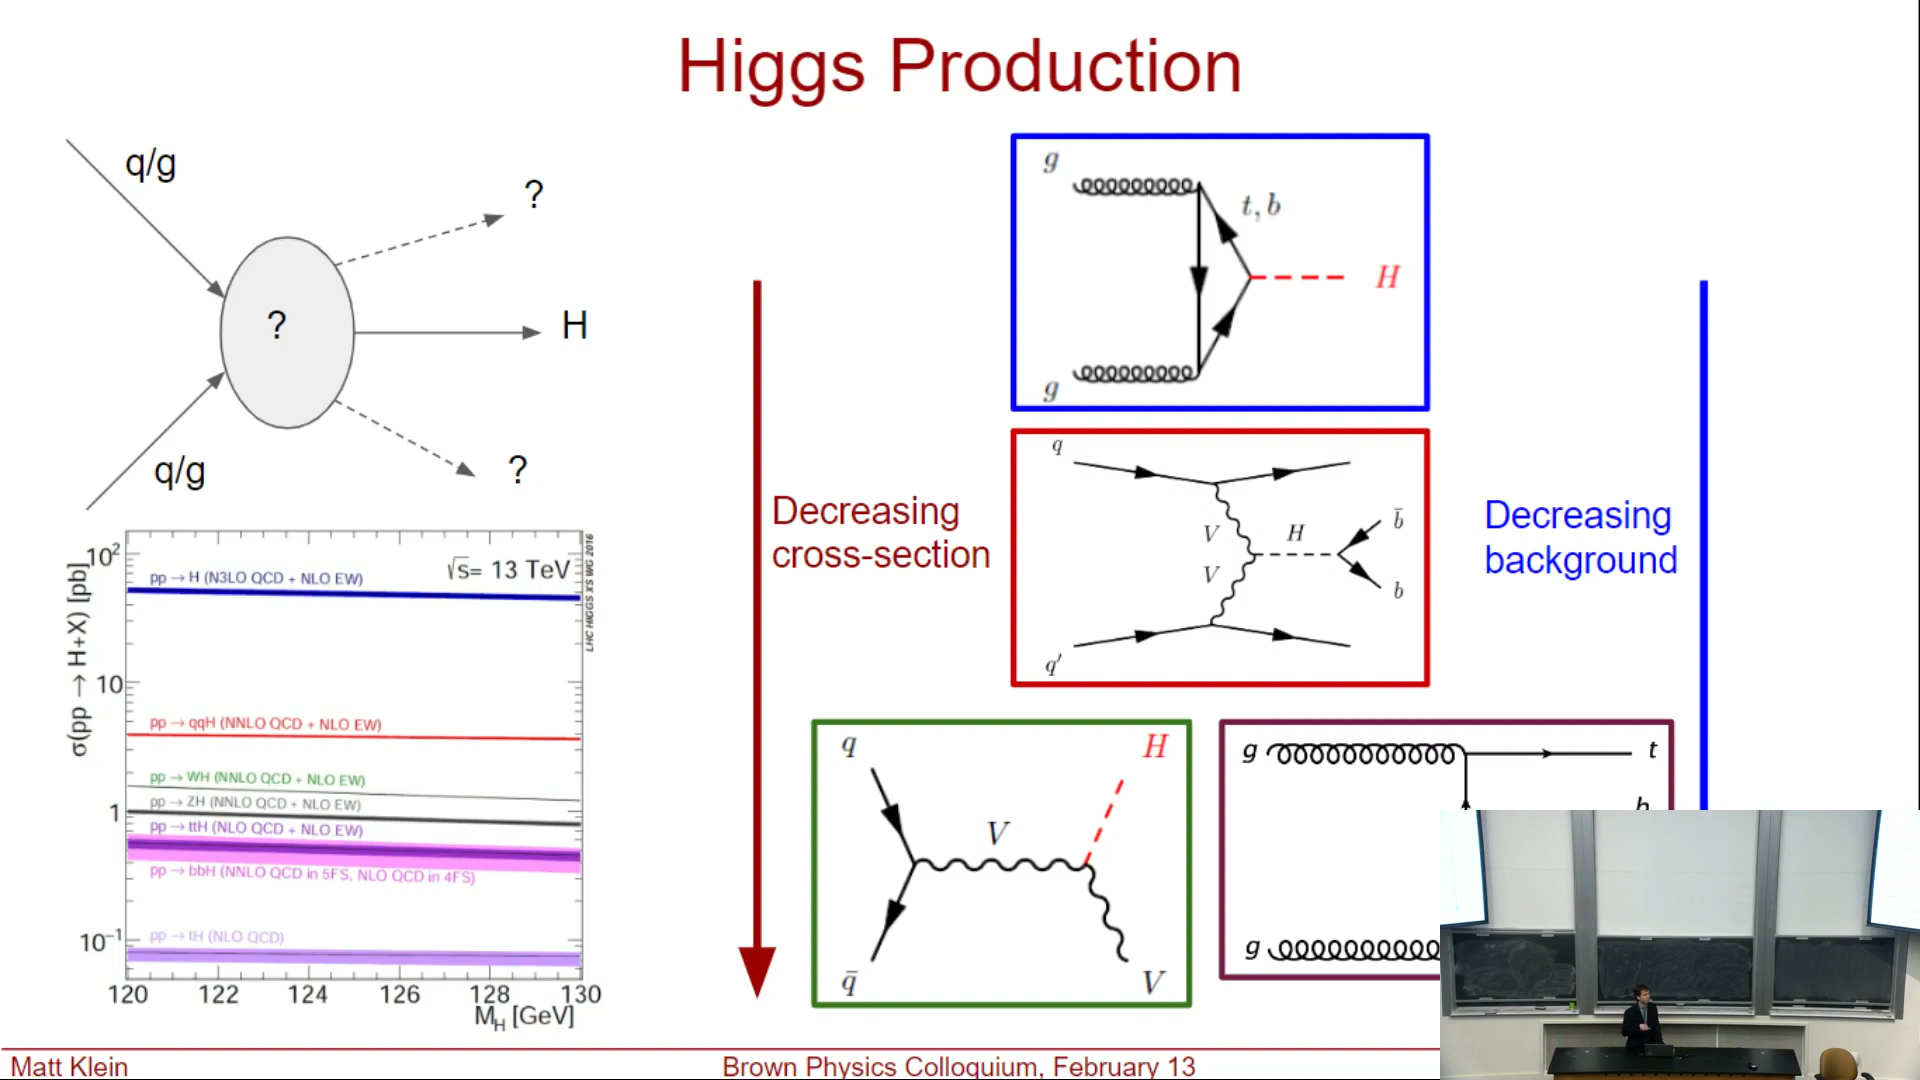 Higgs Production
q/g
?
?
H
q/g
?
g
t, b
H
g
Decreasing
cross-section
q
V
H
b̄
V
b
q′
Decreasing
background
σ(pp → H+X) [pb]
10²
10
1
10⁻¹
√s= 13 TeV
LHC HIGGS XS WG 2016
pp → H (N3LO QCD + NLO EW)
pp → qqH (NNLO QCD + NLO EW)
pp → WH (NNLO QCD + NLO EW)
pp → ZH (NNLO QCD + NLO EW)
pp → ttH (NLO QCD + NLO EW)
pp → bbH (NNLO QCD in 5FS, NLO QCD in 4FS)
pp → tH (NLO QCD)
120 122 124 126 128 130
M_H [GeV]
q
H
V
q̄
V
g
t
g
Matt Klein
Brown Physics Colloquium, February 13